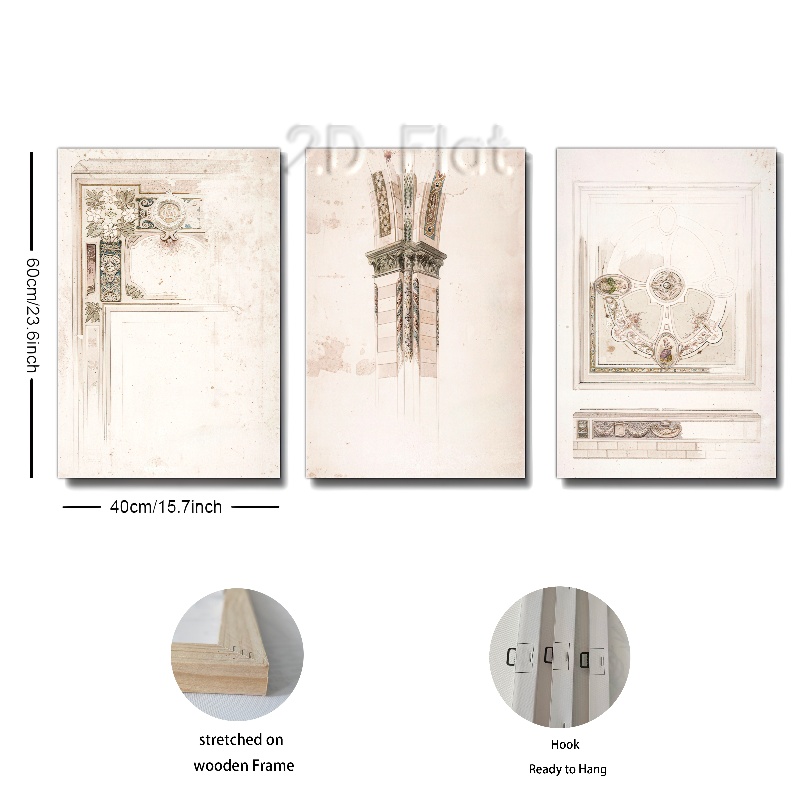 2D Flat
60cm/23.6inch
40cm/15.7inch
stretched on
wooden Frame
Hook
Ready to Hang